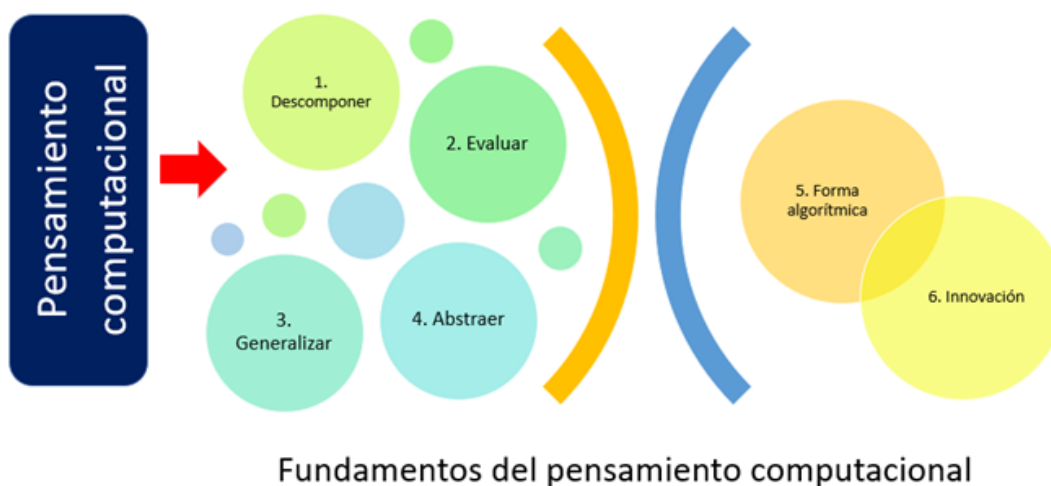 Pensamiento
computacional
1.
Descomponer
2. Evaluar
3.
Generalizar
4. Abstraer
5. Forma
algorítmica
6. Innovación
Fundamentos del pensamiento computacional